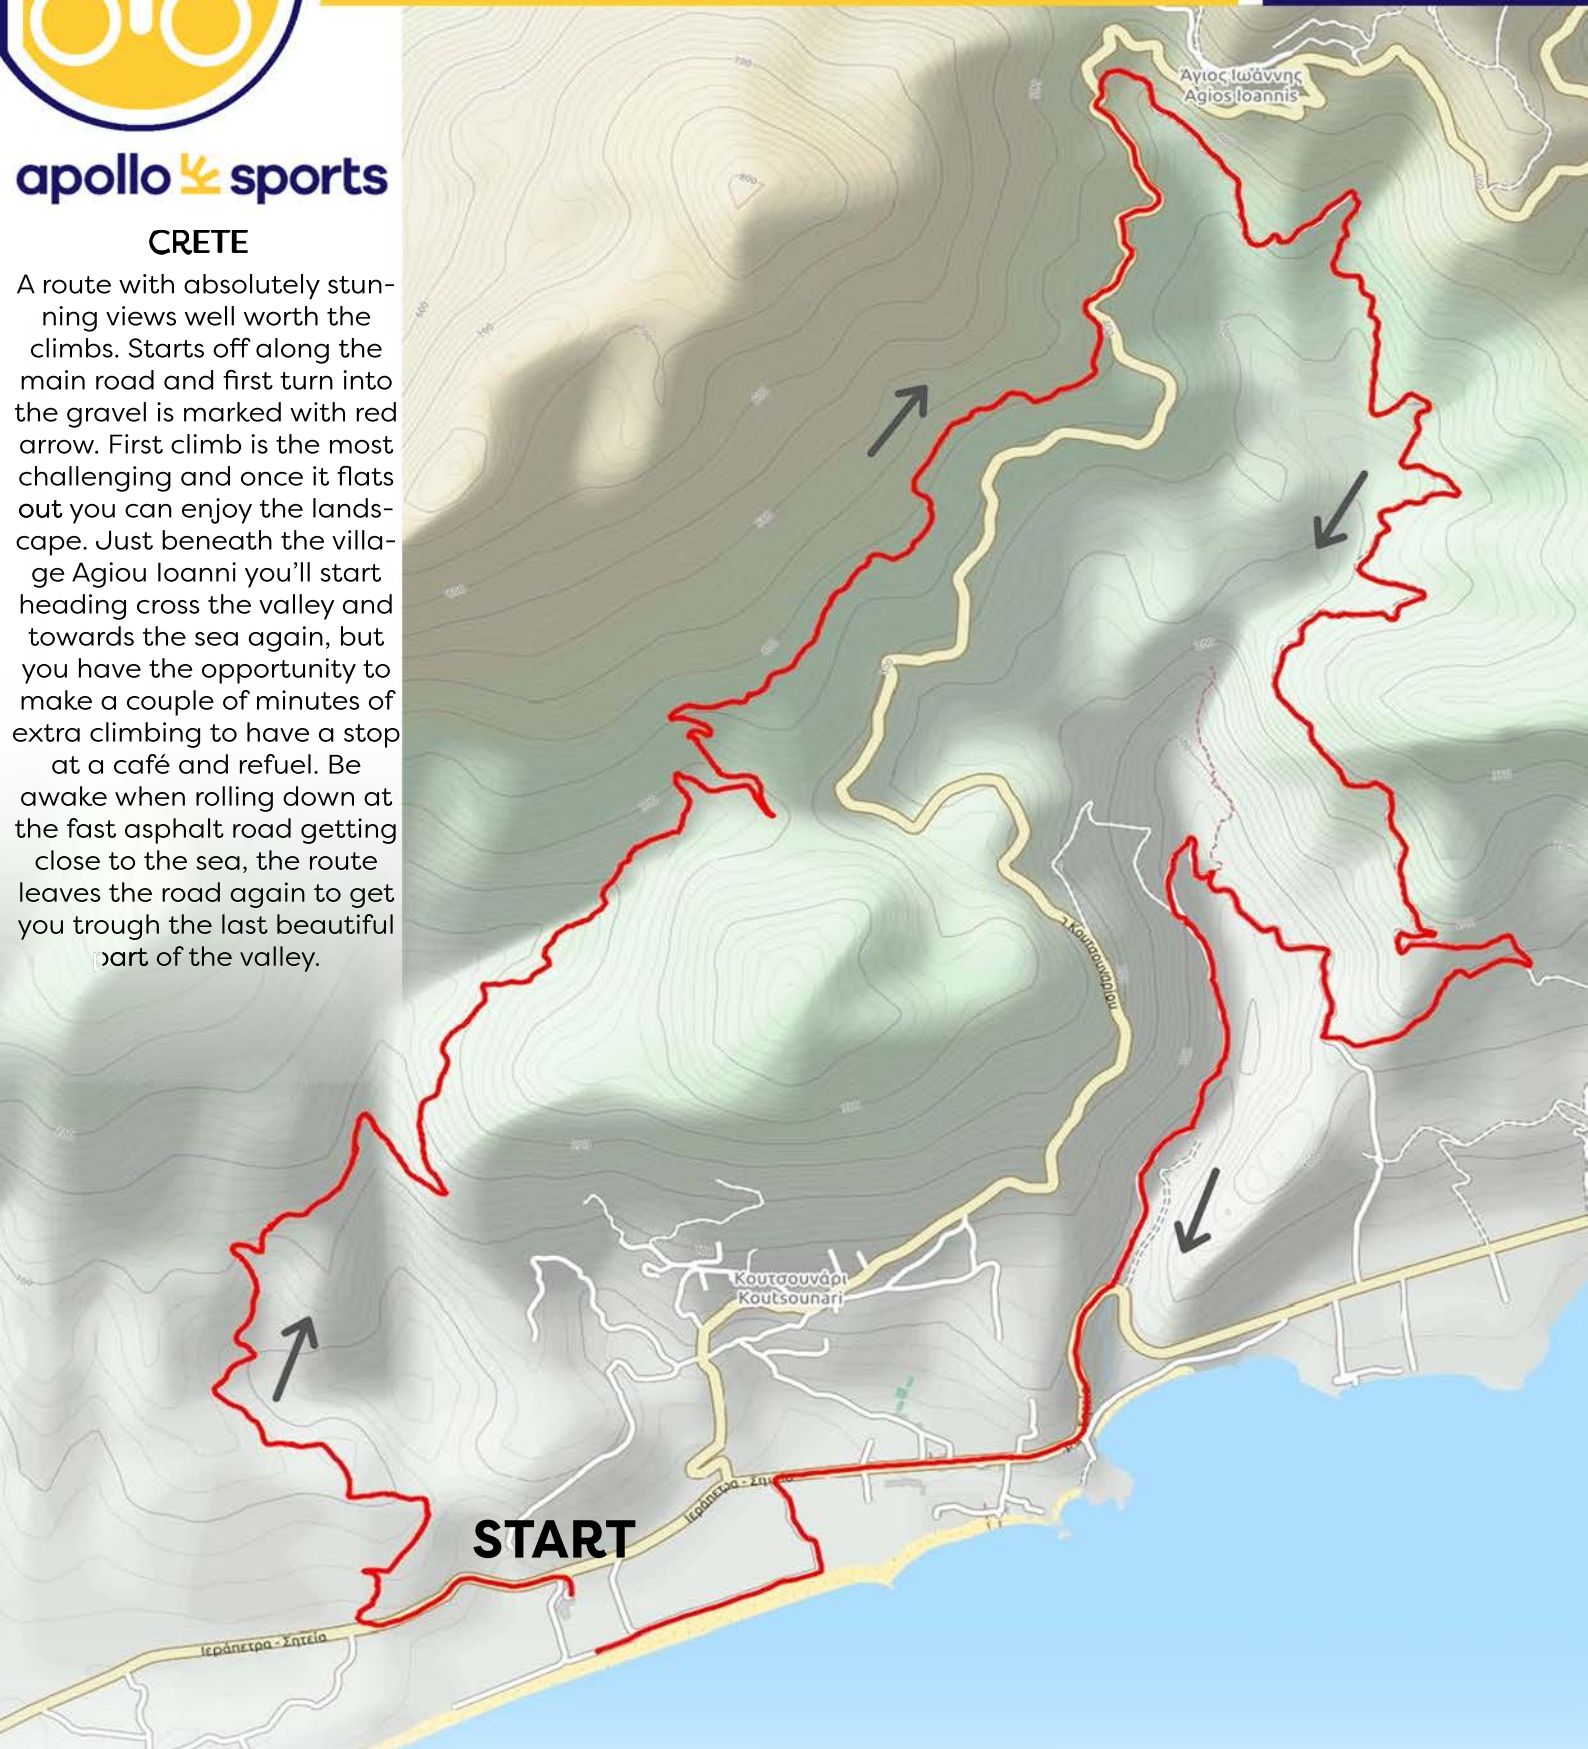 apollo sports
CRETE
A route with absolutely stun-
ning views well worth the
climbs. Starts off along the
main road and first turn into
the gravel is marked with red
arrow. First climb is the most
challenging and once it flats
out you can enjoy the lands-
cape. Just beneath the villa-
ge Agiou Ioanni you'll start
heading cross the valley and
towards the sea again, but
you have the opportunity to
make a couple of minutes of
extra climbing to have a stop
at a café and refuel. Be
awake when rolling down at
the fast asphalt road getting
close to the sea, the route
leaves the road again to get
you trough the last beautiful
part of the valley.
Άγιος Ιωάννης
Agios Ioannis
Κουτσουναρίου
Κουτσουνάρι
Koutsounari
START
Ιεράπετρα - Σητεία
Ιεράπετρα - Σητεία